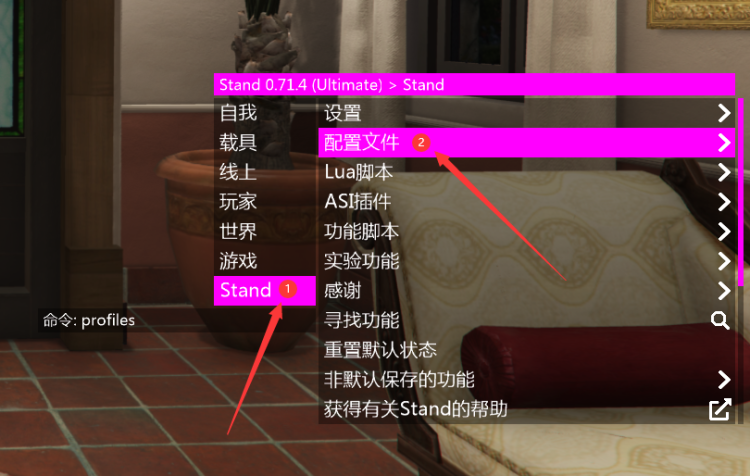 Stand 0.71.4 (Ultimate) > Stand
自我
载具
线上
玩家
世界
游戏
Stand 1
设置
配置文件 2
Lua脚本
ASI插件
功能脚本
实验功能
感谢
寻找功能
重置默认状态
非默认保存的功能
获得有关Stand的帮助
命令: profiles